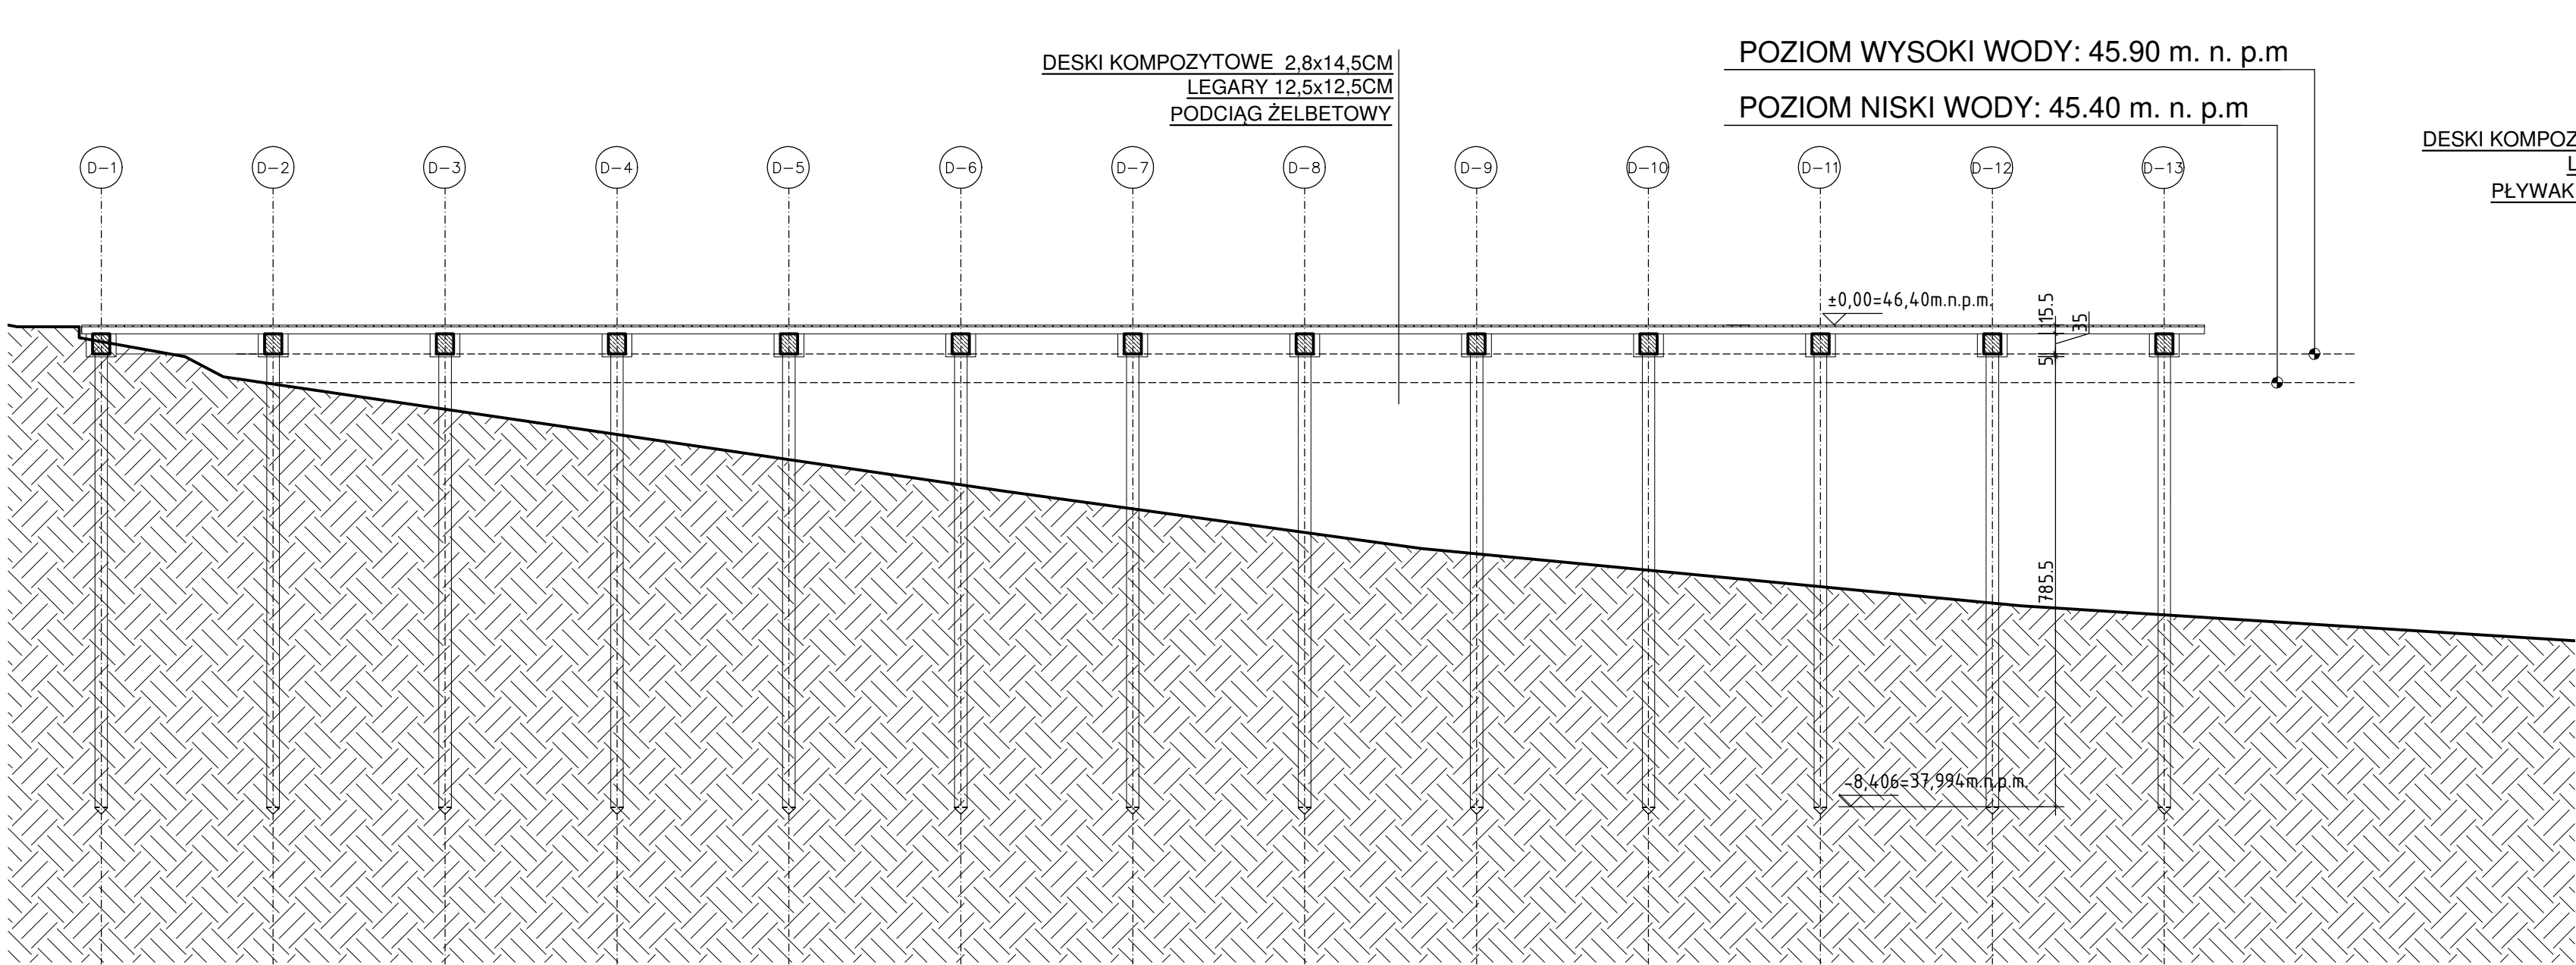 POZIOM WYSOKI WODY: 45.90 m. n. p.m
DESKI KOMPOZYTOWE 2,8x14,5CM
LEGARY 12,5x12,5CM
PODCIĄG ŻELBETOWY
POZIOM NISKI WODY: 45.40 m. n. p.m
DESKI KOMPOZ
L
PŁYWAK
D-1 D-2 D-3 D-4 D-5 D-6 D-7 D-8 D-9 D-10 D-11 D-12 D-13
±0,00=46,40m.n.p.m.
15.5
35
5
785.5
-8,406=37,994m.n.p.m.